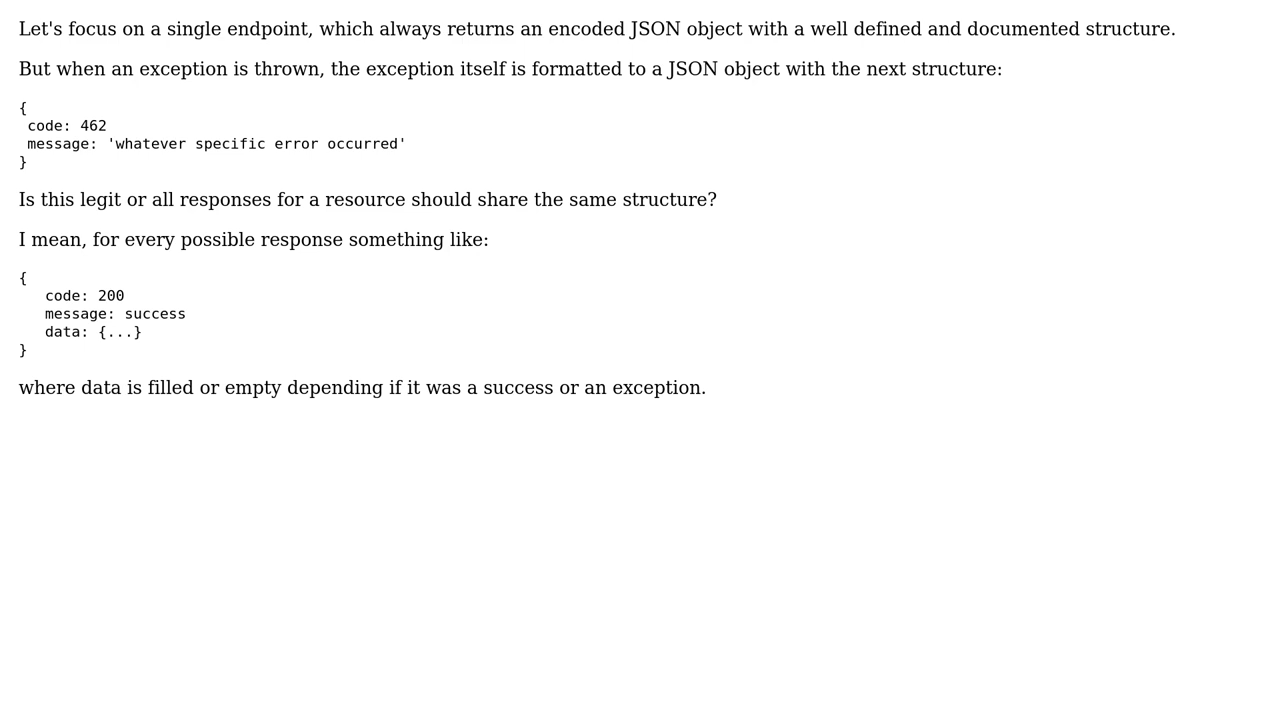 Let's focus on a single endpoint, which always returns an encoded JSON object with a well defined and documented structure.
But when an exception is thrown, the exception itself is formatted to a JSON object with the next structure:
{
 code: 462
 message: 'whatever specific error occurred'
}
Is this legit or all responses for a resource should share the same structure?
I mean, for every possible response something like:
{
   code: 200
   message: success
   data: {...}
}
where data is filled or empty depending if it was a success or an exception.